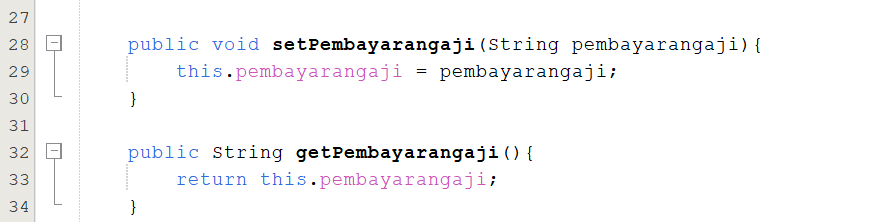 27
28 public void setPembayarangaji(String pembayarangaji){
29 this.pembayarangaji = pembayarangaji;
30 }
31
32 public String getPembayarangaji(){
33 return this.pembayarangaji;
34 }